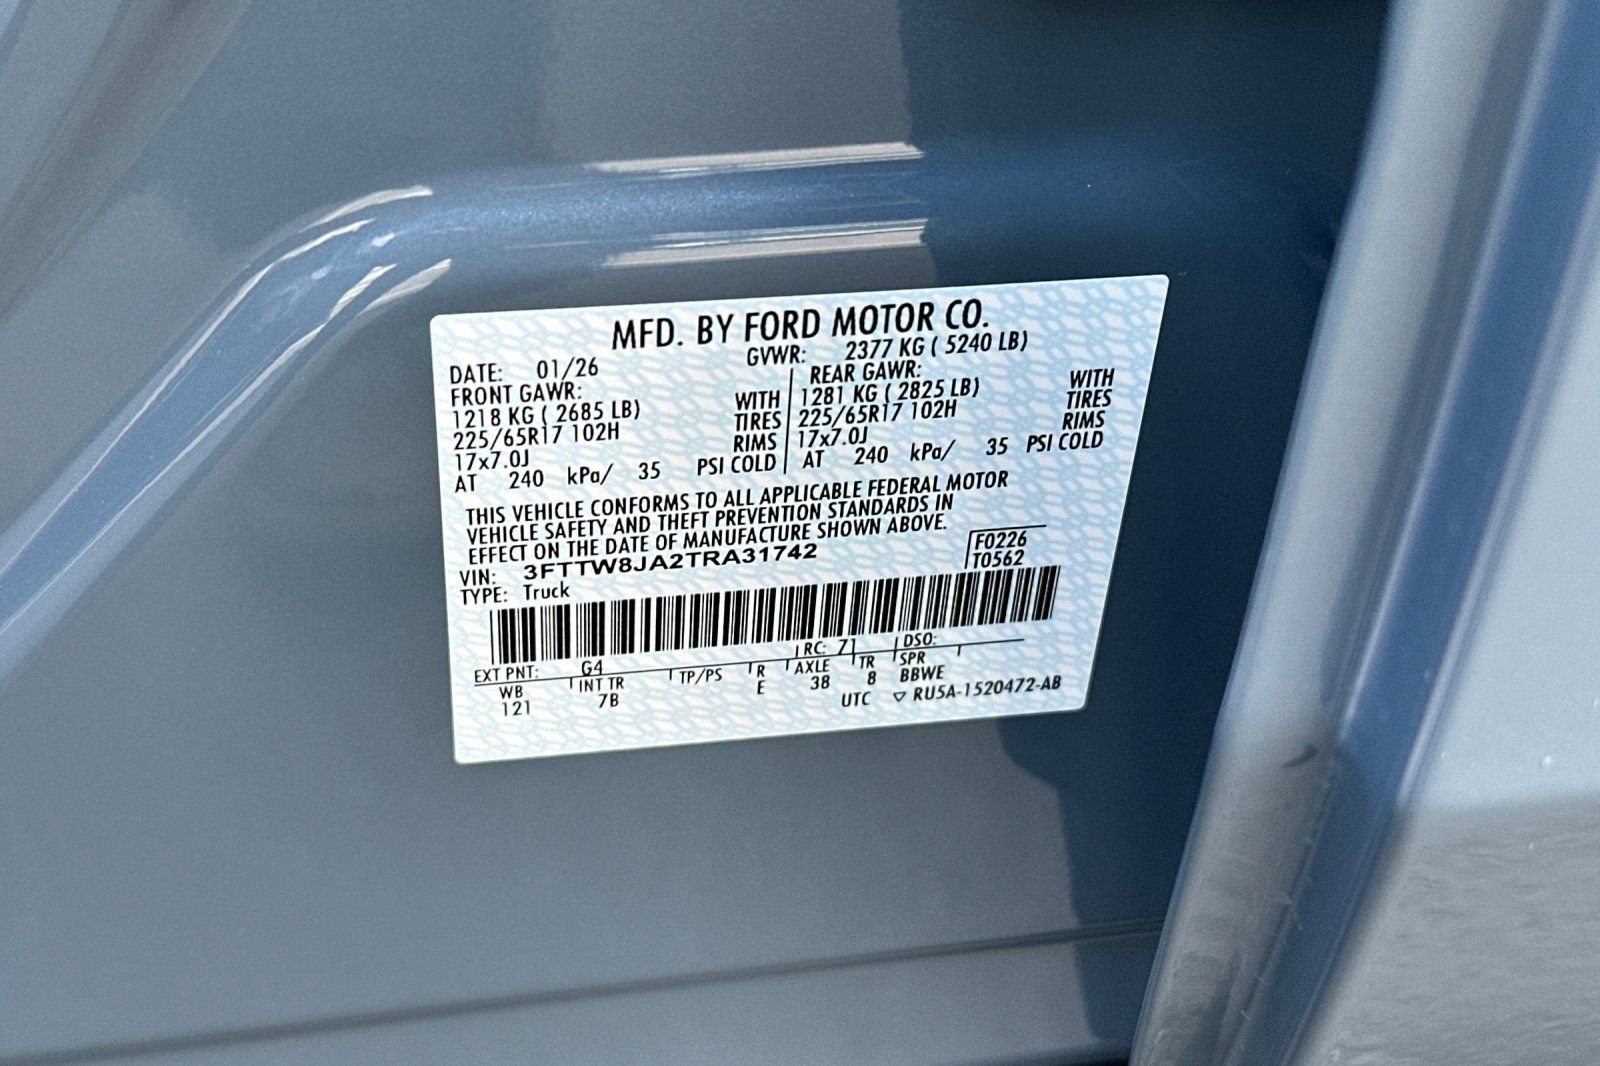 MFD. BY FORD MOTOR CO.
DATE: 01/26 GVWR: 2377 KG ( 5240 LB)
FRONT GAWR: REAR GAWR:
1218 KG ( 2685 LB) WITH 1281 KG ( 2825 LB) WITH
225/65R17 102H TIRES 225/65R17 102H TIRES
17x7.0J RIMS 17x7.0J RIMS
AT 240 kPa/ 35 PSI COLD AT 240 kPa/ 35 PSI COLD
THIS VEHICLE CONFORMS TO ALL APPLICABLE FEDERAL MOTOR
VEHICLE SAFETY AND THEFT PREVENTION STANDARDS IN
EFFECT ON THE DATE OF MANUFACTURE SHOWN ABOVE.
VIN: 3FTTW8JA2TRA31742 F0226
TYPE: Truck T0562
EXT PNT: G4 RC: 71 DSO:
WB INT TR TP/PS R AXLE TR SPR
121 7B E 38 8 BBWE
UTC ▽ RU5A-1520472-AB